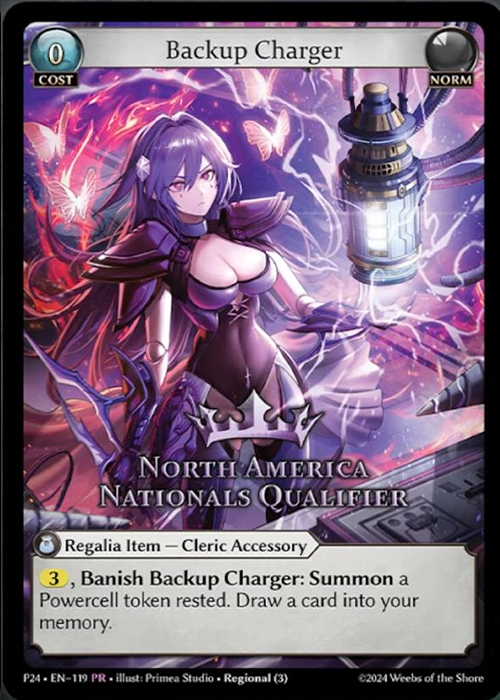 0
COST
Backup Charger
NORM
NORTH AMERICA
NATIONALS QUALIFIER
Regalia Item — Cleric Accessory
3, Banish Backup Charger: Summon a
Powercell token rested. Draw a card into your
memory.
P24 • EN–119 PR • illust: Primea Studio • Regional (3)
©2024 Weebs of the Shore